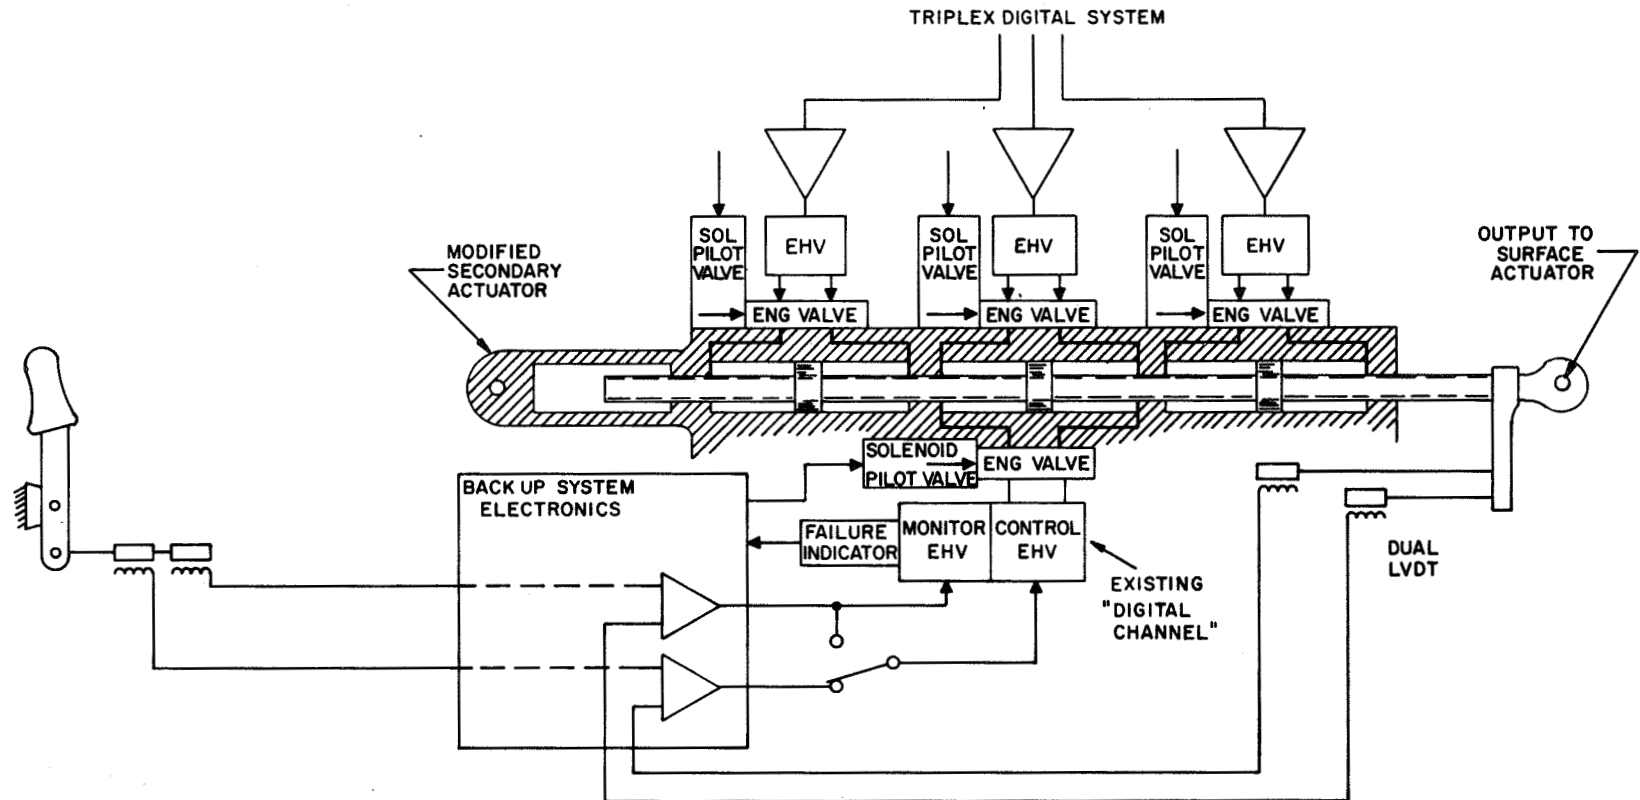 TRIPLEX DIGITAL SYSTEM
MODIFIED
SECONDARY
ACTUATOR
SOL
PILOT
VALVE
EHV
SOL
PILOT
VALVE
EHV
SOL
PILOT
VALVE
EHV
OUTPUT TO
SURFACE
ACTUATOR
ENG VALVE
ENG VALVE
ENG VALVE
SOLENOID
PILOT VALVE
ENG VALVE
BACK UP SYSTEM
ELECTRONICS
FAILURE
INDICATOR
MONITOR
EHV
CONTROL
EHV
EXISTING
"DIGITAL
CHANNEL"
DUAL
LVDT